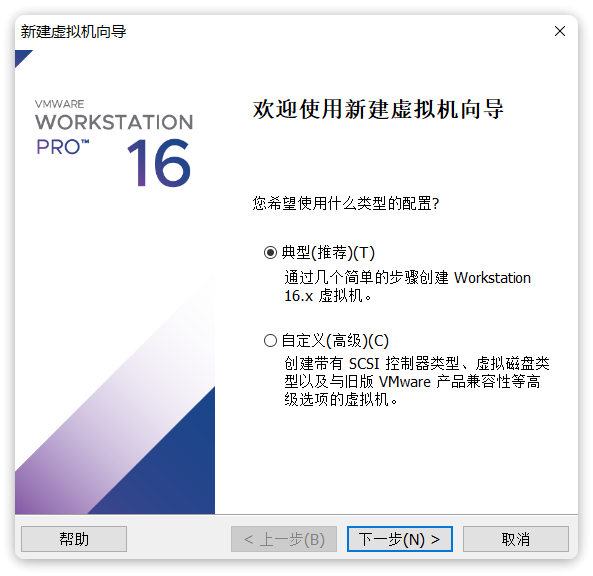 新建虚拟机向导
VMWARE
WORKSTATION
PRO™ 16
欢迎使用新建虚拟机向导
您希望使用什么类型的配置?
典型(推荐)(T)
通过几个简单的步骤创建 Workstation
16.x 虚拟机。
自定义(高级)(C)
创建带有 SCSI 控制器类型、虚拟磁盘类
型以及与旧版 VMware 产品兼容性等高
级选项的虚拟机。
帮助
< 上一步(B)
下一步(N) >
取消